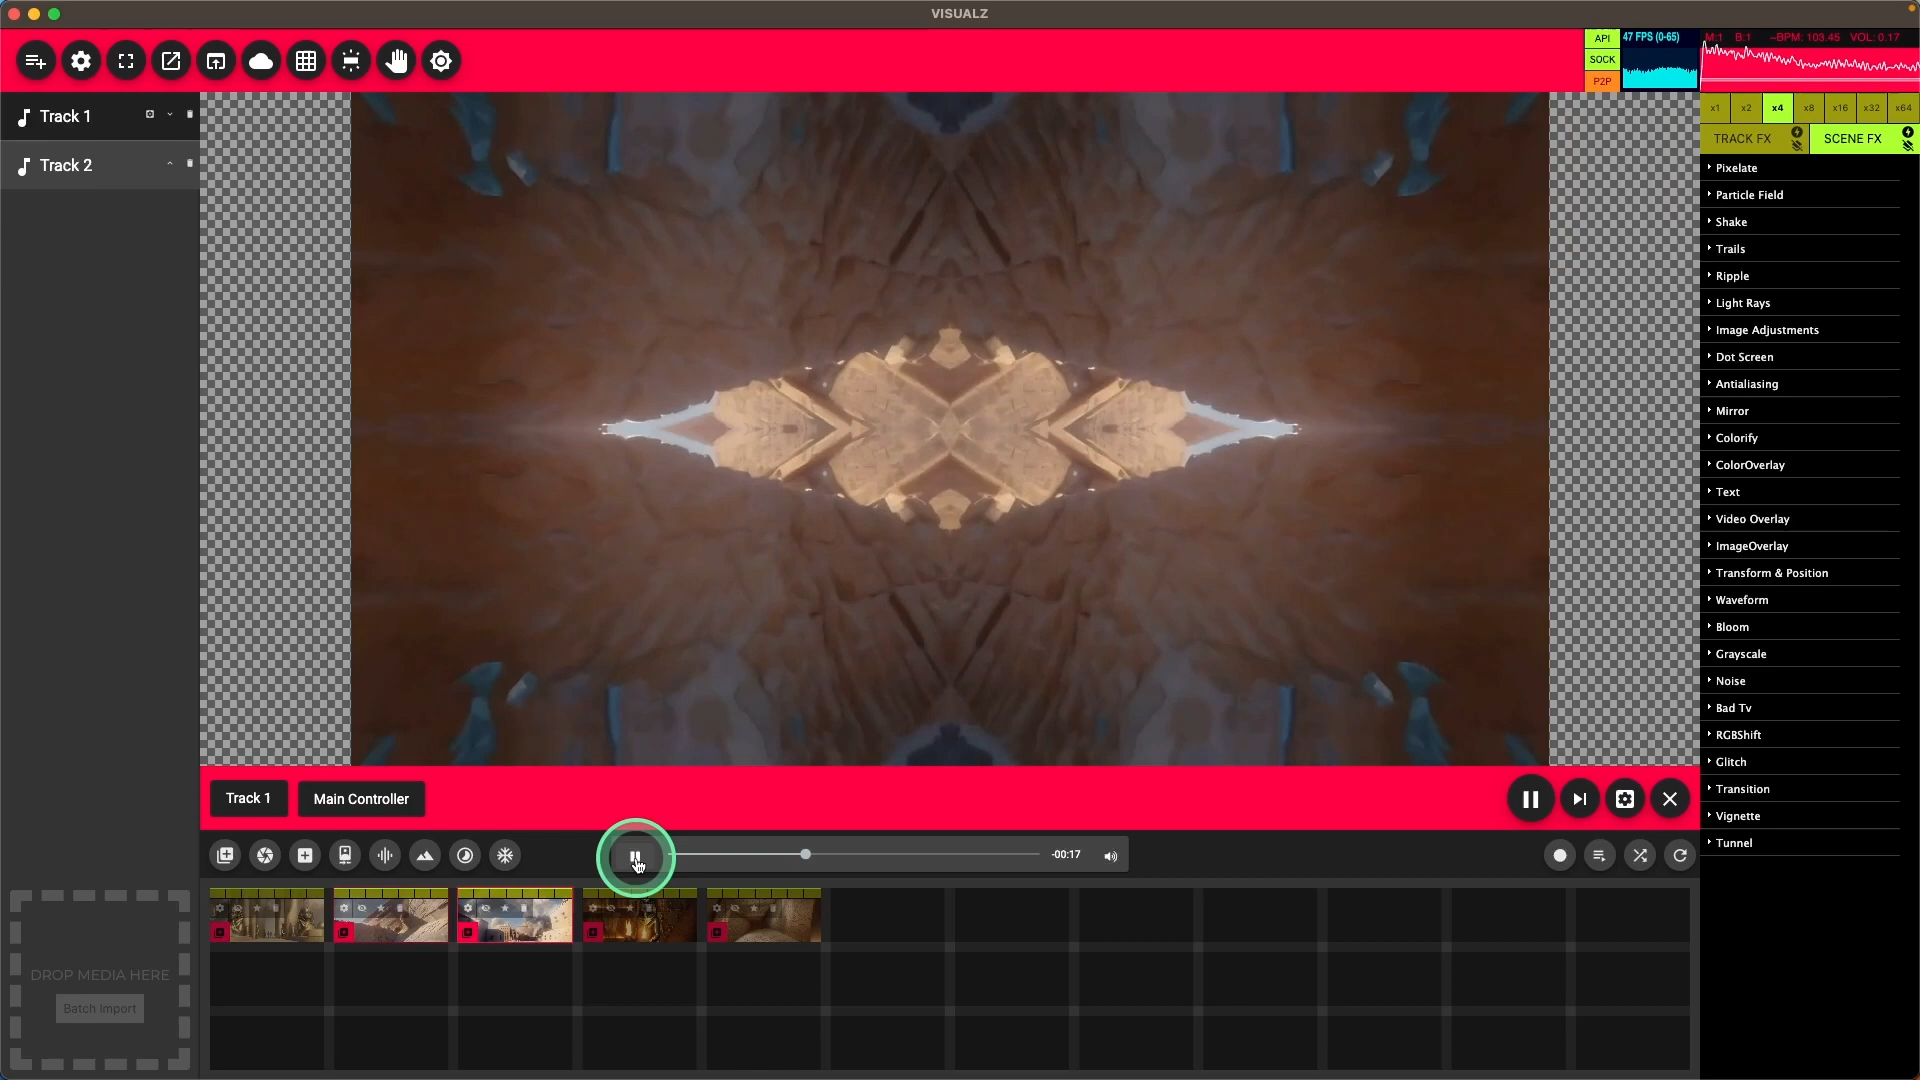 VISUALZ
API
SOCK
P2P
47 FPS (0-65)
M:1 B:1 ~BPM: 103.45 VOL: 0.17
x1 x2 x4 x8 x16 x32 x64
TRACK FX SCENE FX
Track 1
Track 2
Pixelate
Particle Field
Shake
Trails
Ripple
Light Rays
Image Adjustments
Dot Screen
Antialiasing
Mirror
Colorify
ColorOverlay
Text
Video Overlay
ImageOverlay
Transform & Position
Waveform
Bloom
Grayscale
Noise
Bad Tv
RGBShift
Glitch
Transition
Vignette
Tunnel
Track 1 Main Controller
-00:17
DROP MEDIA HERE
Batch Import